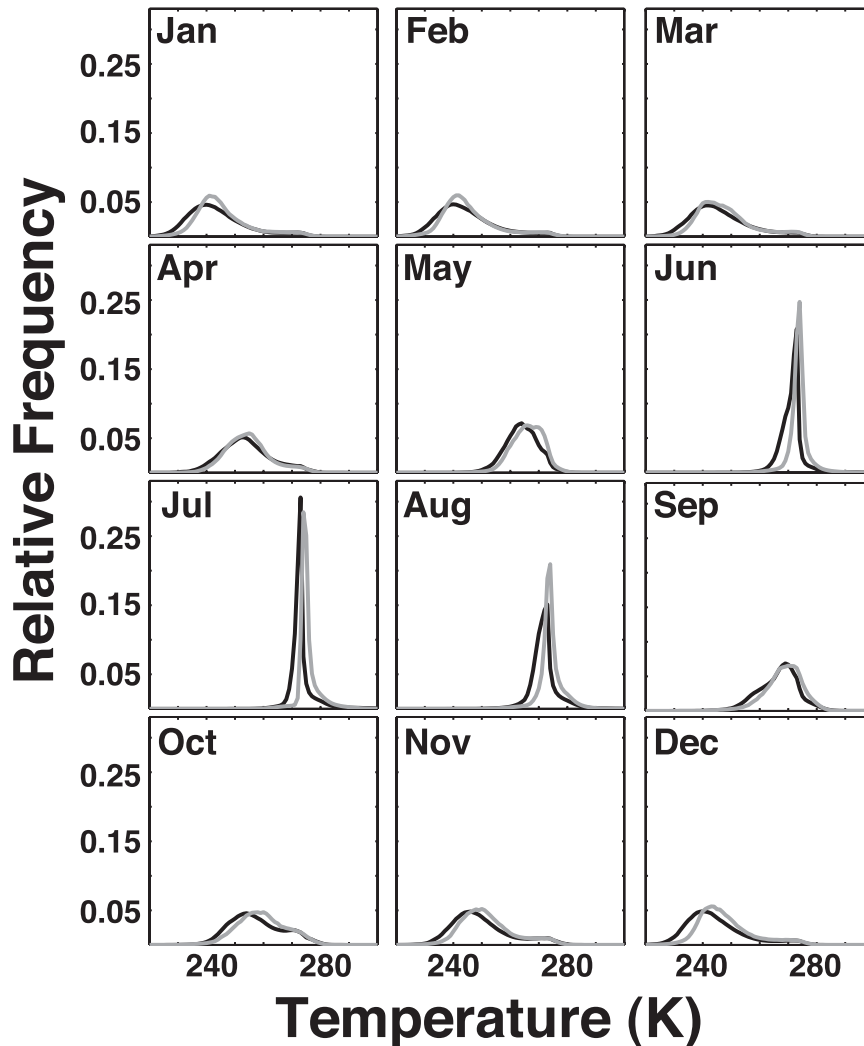 Relative Frequency
Jan
Feb
Mar
0.25
0.15
0.05
Apr
May
Jun
0.25
0.15
0.05
Jul
Aug
Sep
0.25
0.15
0.05
Oct
Nov
Dec
0.25
0.15
0.05
240 280 240 280 240 280
Temperature (K)